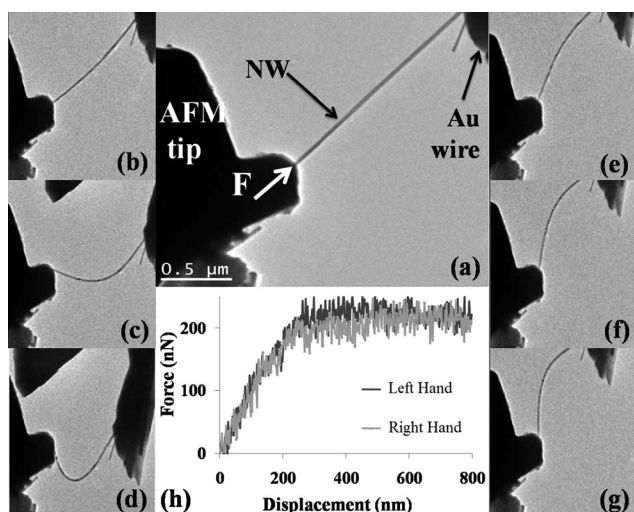 NW
AFM
tip
Au
wire
F
0.5 μm
(a)
(b)
(c)
(d)
(e)
(f)
(g)
(h)
Force (nN)
200
100
0
Left Hand
Right Hand
0 200 400 600 800
Displacement (nm)